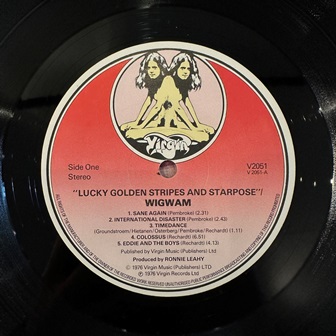 Virgin
Side One
Stereo
V2051
V 2051-A
"LUCKY GOLDEN STRIPES AND STARPOSE"/
WIGWAM
1. SANE AGAIN (Pembroke) (2.31)
2. INTERNATIONAL DISASTER (Pembroke) (2.43)
3. TIMEDANCE
(Groundstroem/Hietanen/Osterberg/Pembroke/Rechardt) (1.11)
4. COLOSSUS (Rechardt) (6.51)
5. EDDIE AND THE BOYS (Rechardt) (4.13)
Published by Virgin Music (Publishers) Ltd.
Produced by RONNIE LEAHY
© 1976 Virgin Music (Publishers) LTD
℗ 1976 Virgin Records LTD